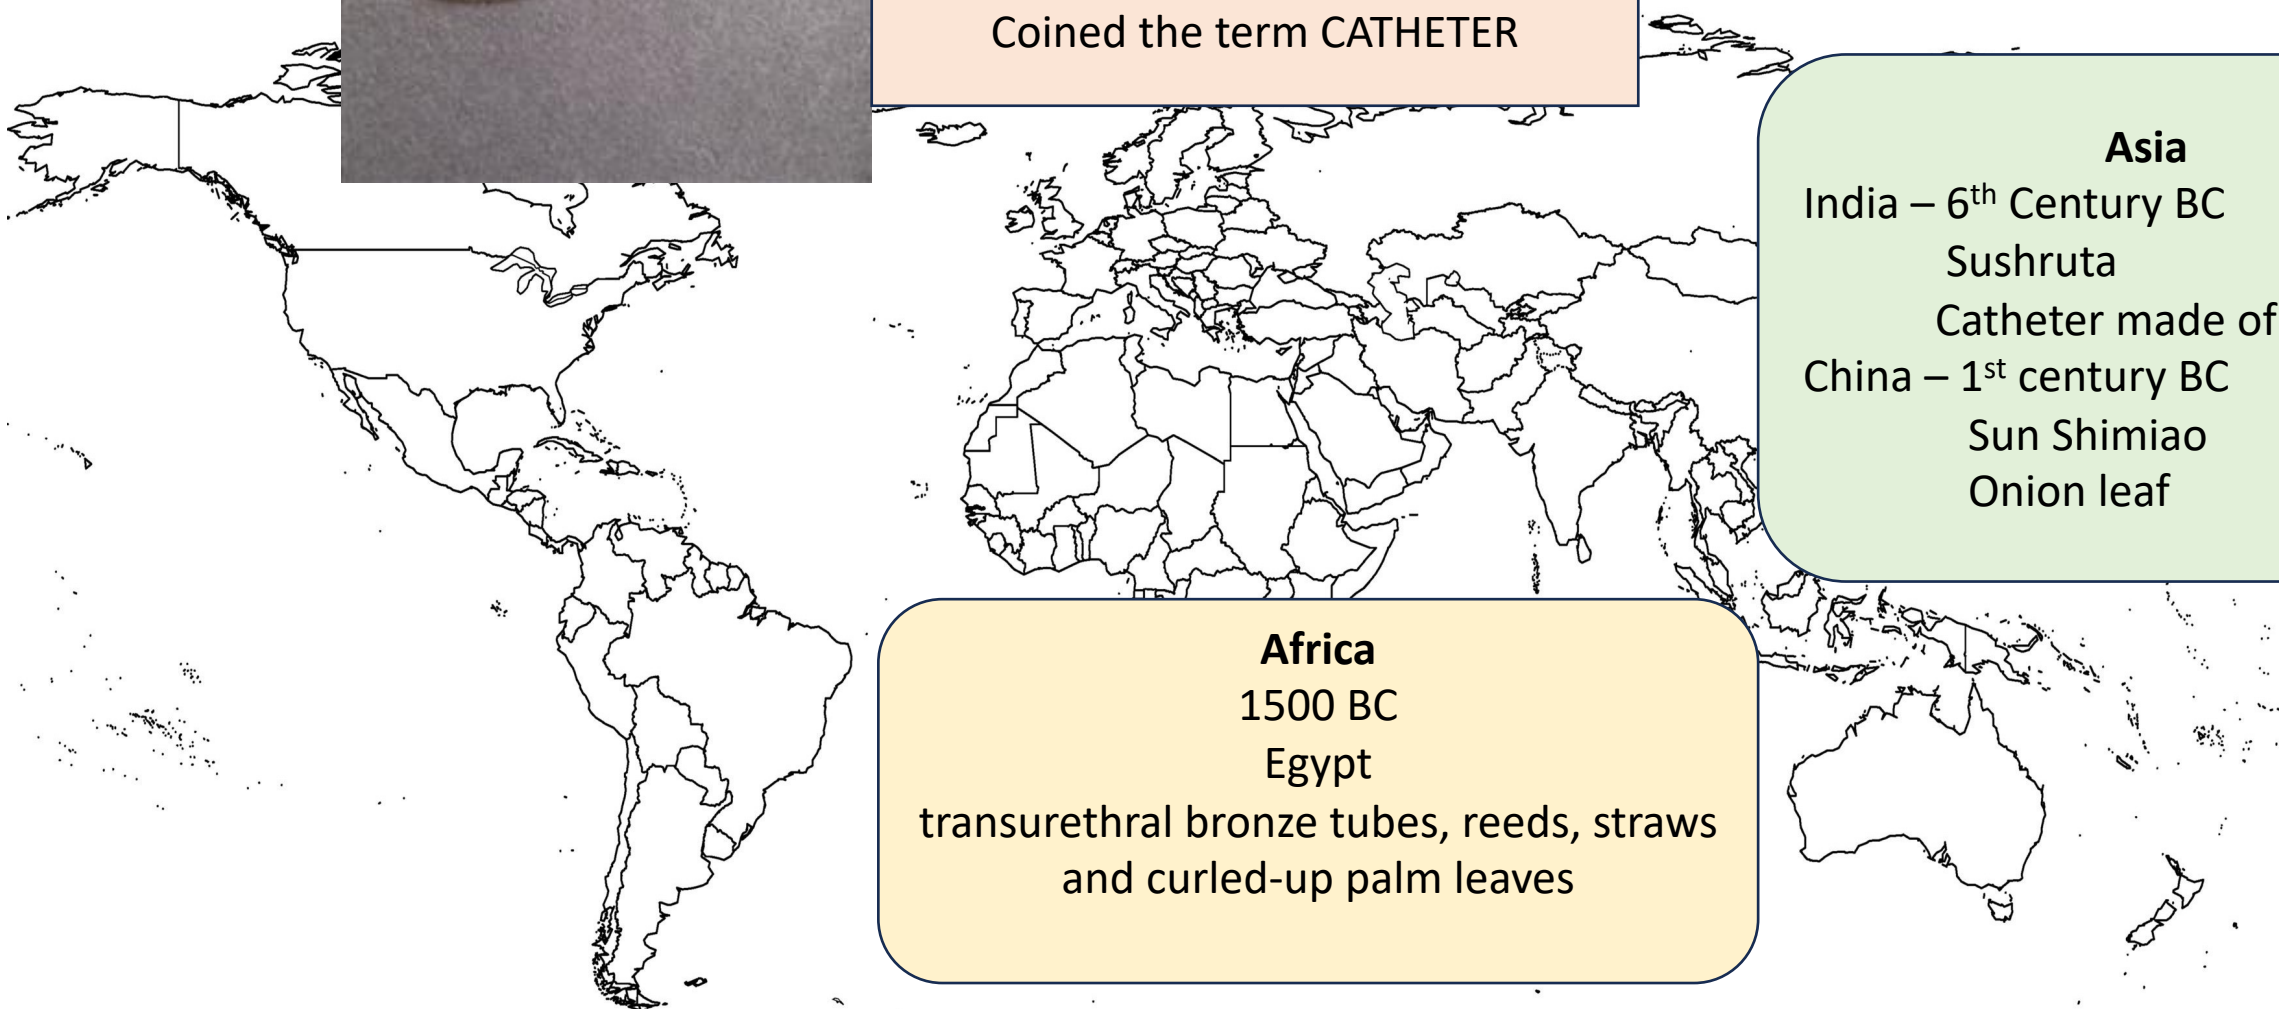 Coined the term CATHETER
Asia
India – 6th Century BC
Sushruta
Catheter made of
China – 1st century BC
Sun Shimiao
Onion leaf
Africa
1500 BC
Egypt
transurethral bronze tubes, reeds, straws
and curled-up palm leaves